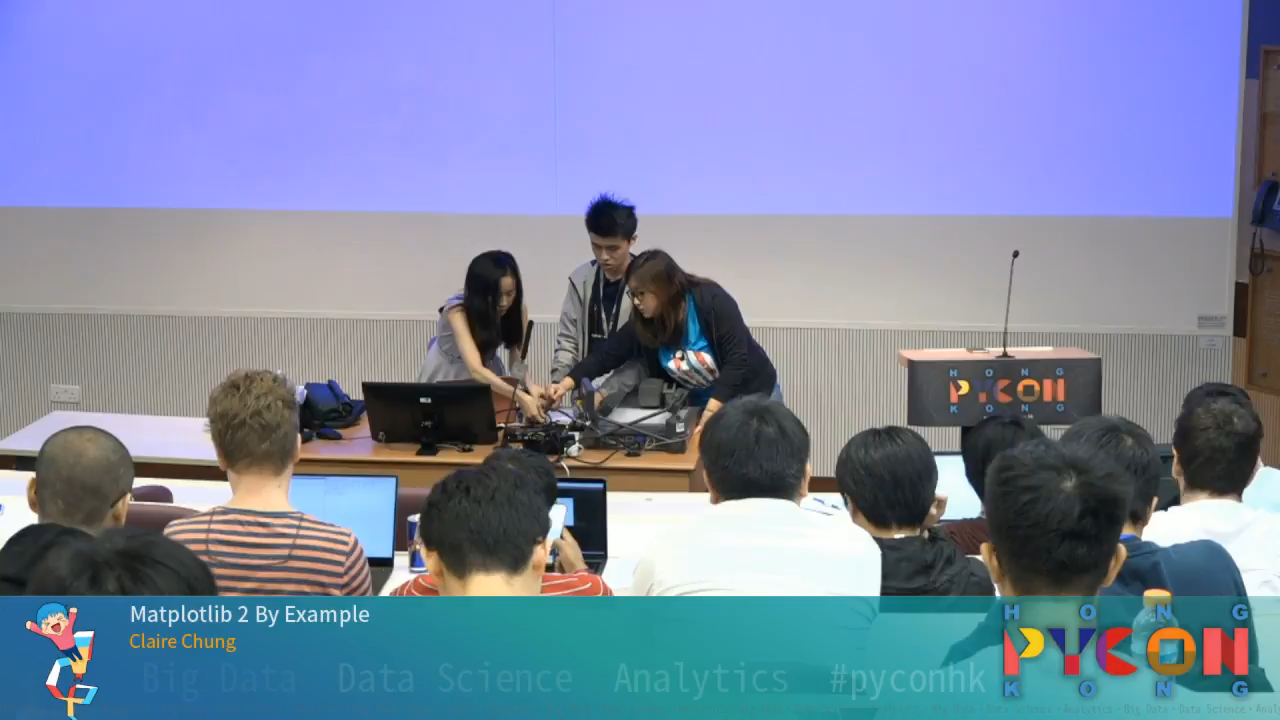 HONG
PYCON
KONG
Matplotlib 2 By Example
Claire Chung
Big Data Data Science Analytics #pyconhk
HONG
PYCON
KONG